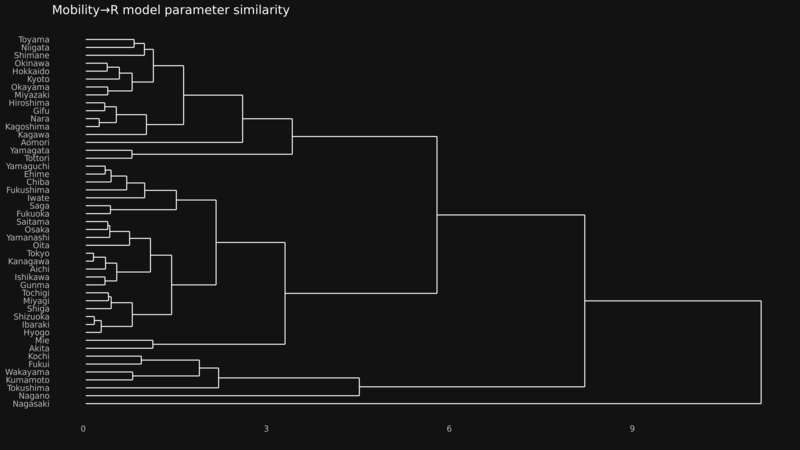 Mobility→R model parameter similarity
Toyama
Niigata
Shimane
Okinawa
Hokkaido
Kyoto
Okayama
Miyazaki
Hiroshima
Gifu
Nara
Kagoshima
Kagawa
Aomori
Yamagata
Tottori
Yamaguchi
Ehime
Chiba
Fukushima
Iwate
Saga
Fukuoka
Saitama
Osaka
Yamanashi
Oita
Tokyo
Kanagawa
Aichi
Ishikawa
Gunma
Tochigi
Miyagi
Shiga
Shizuoka
Ibaraki
Hyogo
Mie
Akita
Kochi
Fukui
Wakayama
Kumamoto
Tokushima
Nagano
Nagasaki
0 3 6 9